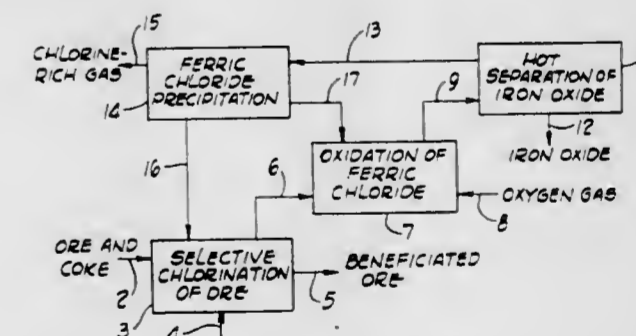 15
13
CHLORINE-
RICH GAS
FERRIC
CHLORIDE
PRECIPITATION
14
17
9
HOT
SEPARATION OF
IRON OXIDE
12
IRON OXIDE
16
6
OXIDATION OF
FERRIC
CHLORIDE
7
OXYGEN GAS
8
ORE AND
COKE
2
SELECTIVE
CHLORINATION
OF ORE
3
4
5
BENEFICIATED
ORE